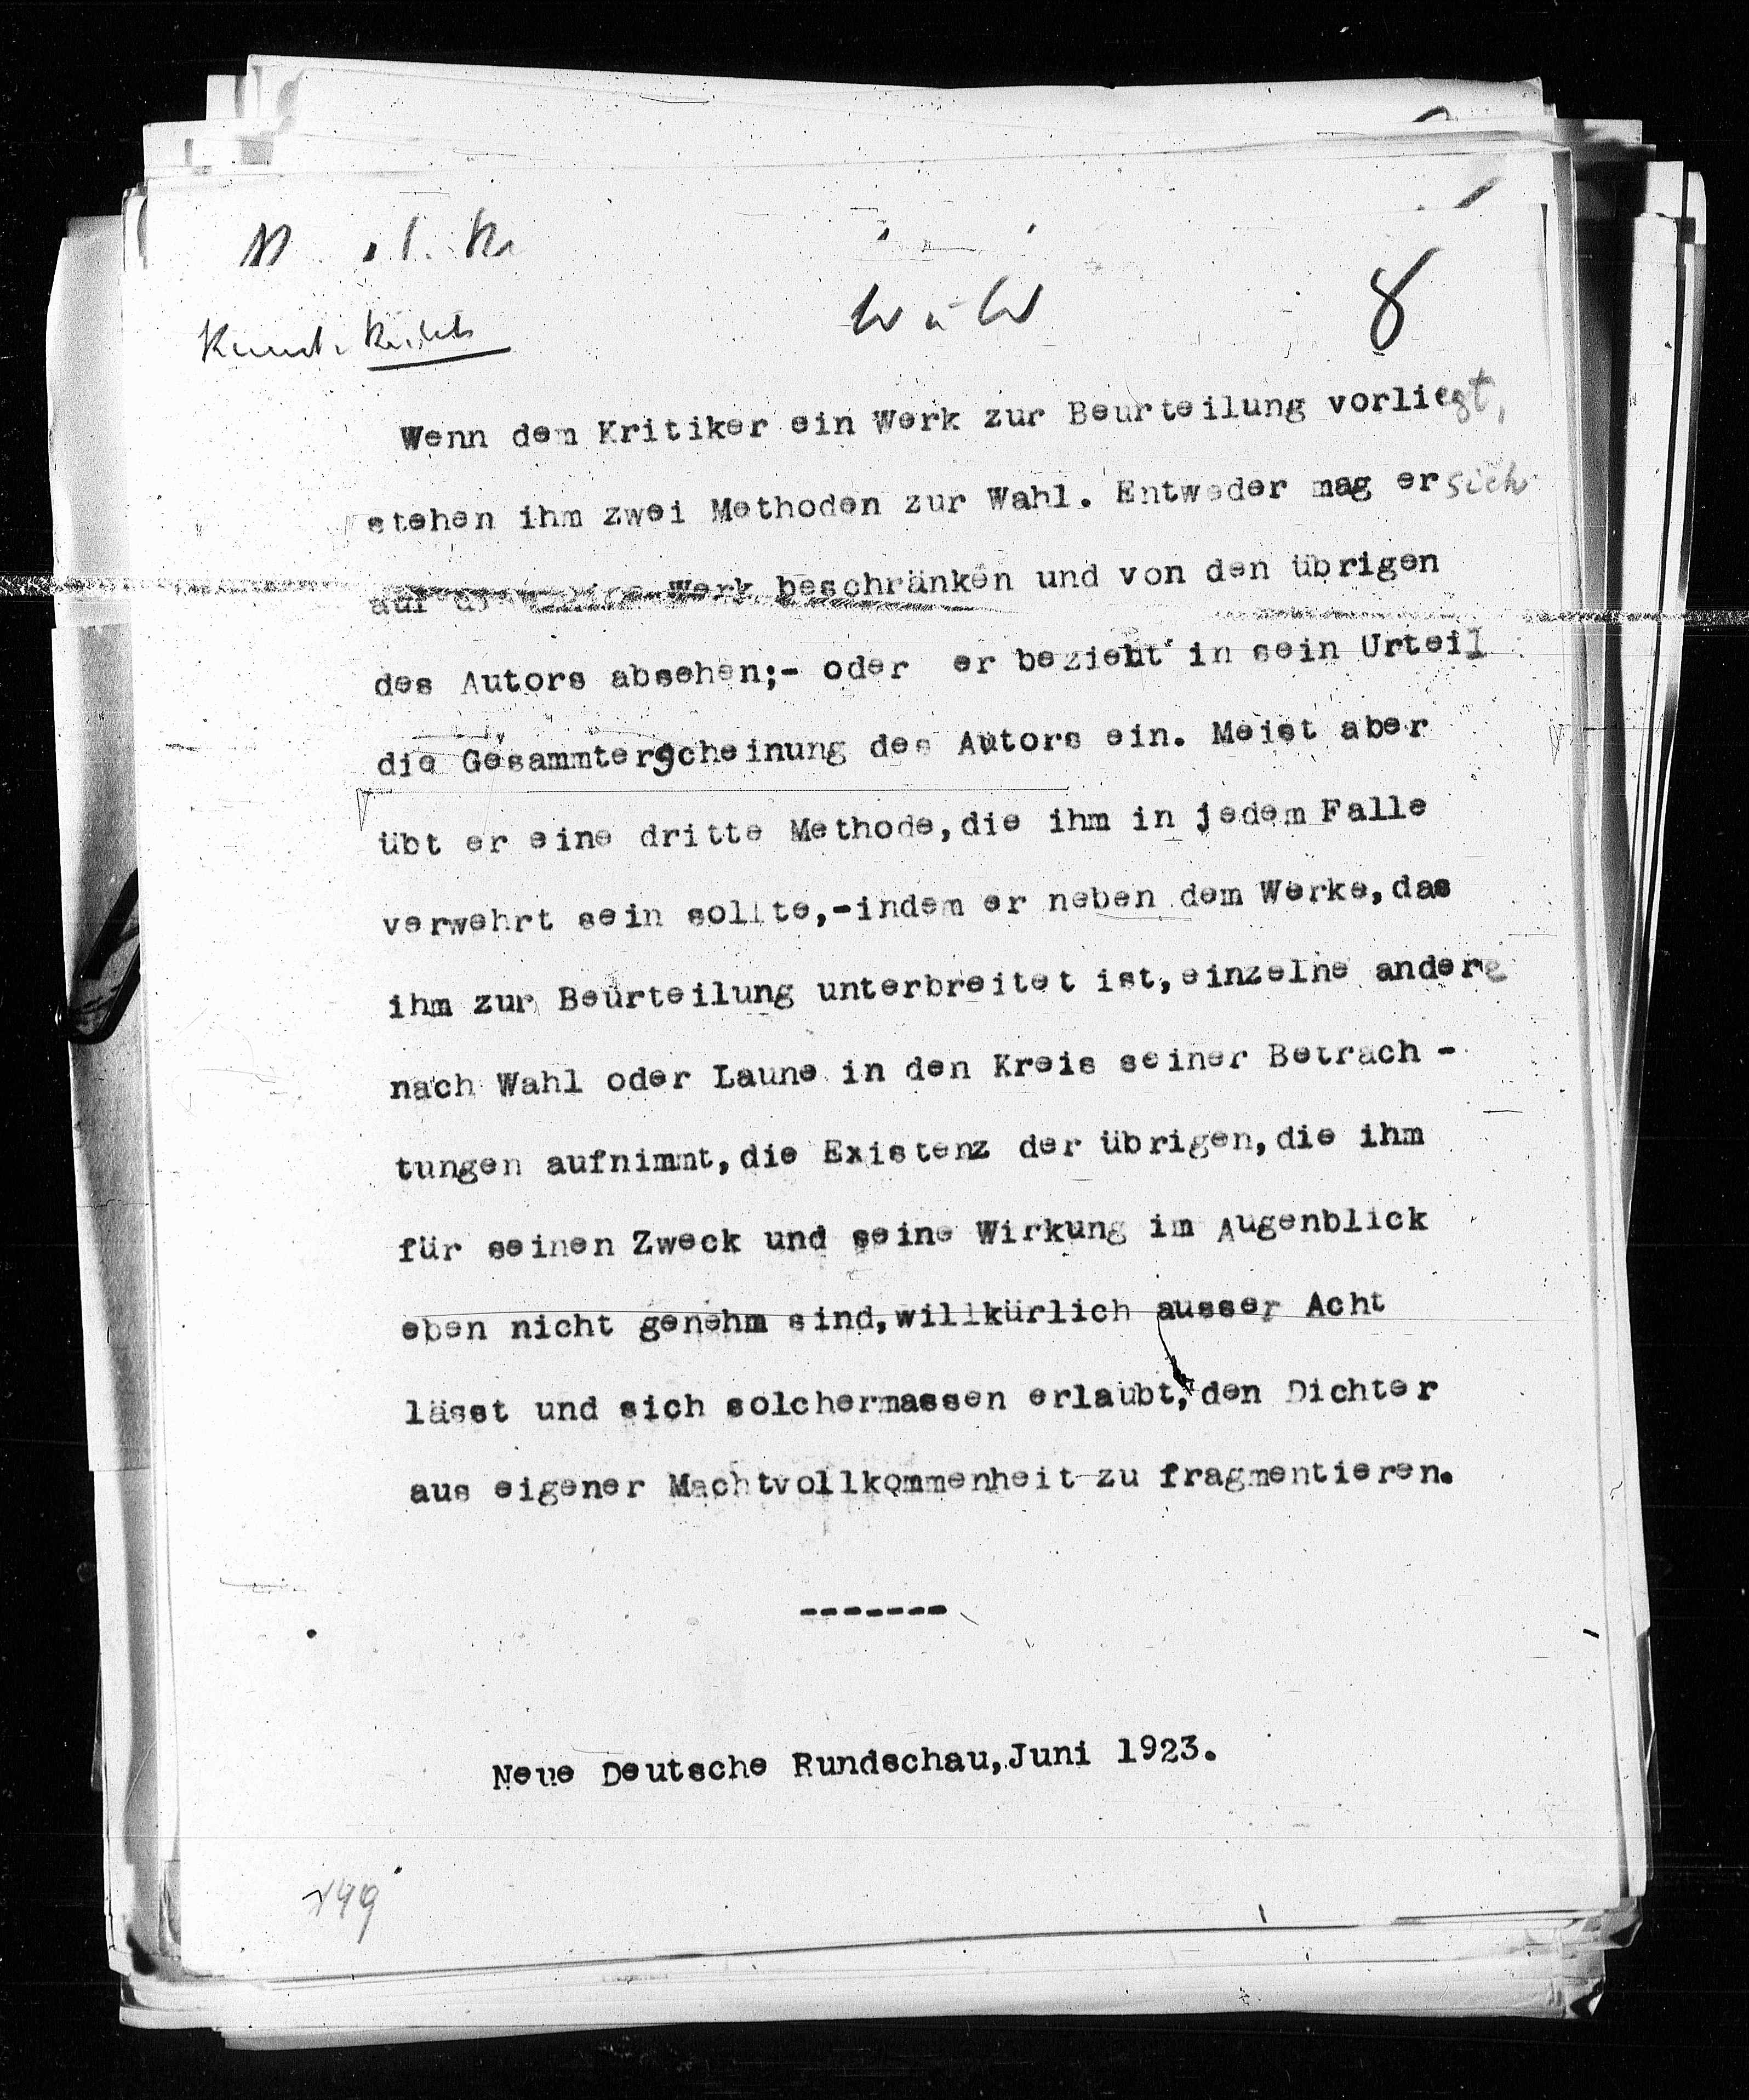 8
Wenn dem Kritiker ein Werk zur Beurteilung vorliegt,
stehen ihm zwei Methoden zur Wahl. Entweder mag er sich
auf Werk beschränken und von den übrigen
des Autors absehen;- oder er bezieht in sein Urteil
die Gesammterscheinung des Autors ein. Meist aber
übt er eine dritte Methode,die ihm in jedem Falle
verwehrt sein sollte,-indem er neben dem Werke,das
ihm zur Beurteilung unterbreitet ist,einzelne andere
nach Wahl oder Laune in den Kreis seiner Betrach -
tungen aufnimmt,die Existenz der übrigen,die ihm
für seinen Zweck und seine Wirkung im Augenblick
eben nicht genehm sind,willkürlich ausser Acht
lässt und sich solchermassen erlaubt, den Dichter
aus eigener Machtvollkommenheit zu fragmentieren.
-------
Neue Deutsche Rundschau,Juni 1923.